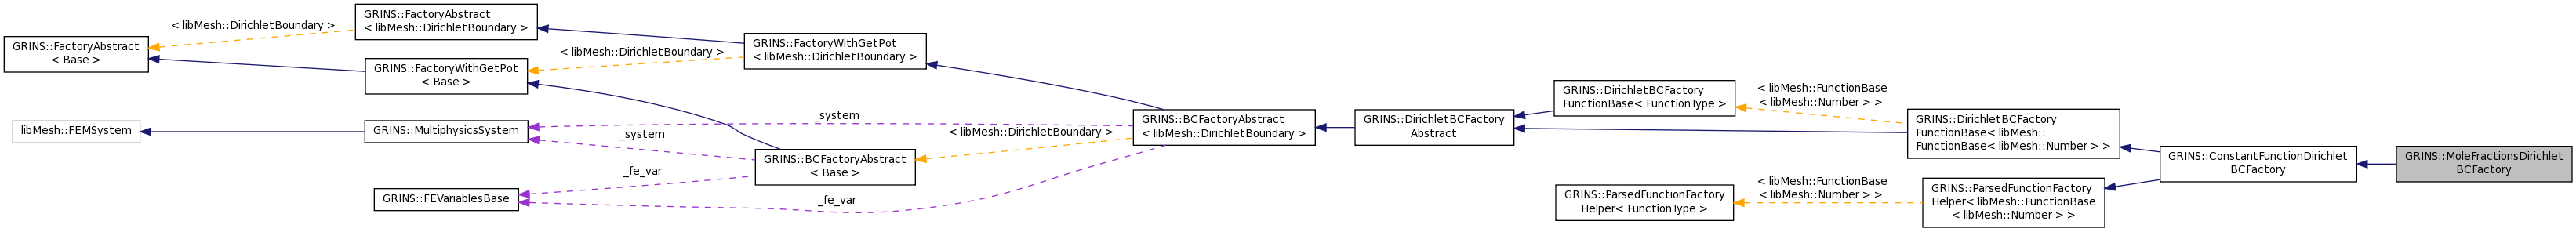 GRINS::FactoryAbstract
< Base >
< libMesh::DirichletBoundary >
GRINS::FactoryAbstract
< libMesh::DirichletBoundary >
GRINS::FactoryWithGetPot
< Base >
libMesh::FEMSystem
GRINS::MultiphysicsSystem
GRINS::FEVariablesBase
< libMesh::DirichletBoundary >
GRINS::FactoryWithGetPot
< libMesh::DirichletBoundary >
_system
_fe_var
GRINS::BCFactoryAbstract
< Base >
_system
< libMesh::DirichletBoundary >
_fe_var
GRINS::BCFactoryAbstract
< libMesh::DirichletBoundary >
GRINS::DirichletBCFactory
Abstract
GRINS::DirichletBCFactory
FunctionBase< FunctionType >
GRINS::ParsedFunctionFactory
Helper< FunctionType >
< libMesh::FunctionBase
< libMesh::Number > >
< libMesh::FunctionBase
< libMesh::Number > >
GRINS::DirichletBCFactory
FunctionBase< libMesh::
FunctionBase< libMesh::Number > >
GRINS::ParsedFunctionFactory
Helper< libMesh::FunctionBase
< libMesh::Number > >
GRINS::ConstantFunctionDirichlet
BCFactory
GRINS::MoleFractionsDirichlet
BCFactory